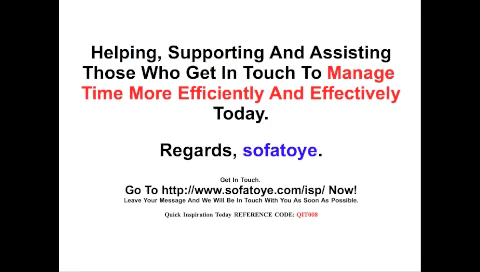 Helping, Supporting And Assisting
Those Who Get In Touch To Manage
Time More Efficiently And Effectively
Today.
Regards, sofatoye.
Get In Touch.
Go To http://www.sofatoye.com/isp/ Now!
Leave Your Message And We Will Be In Touch With You As Soon As Possible.
Quick Inspiration Today REFERENCE CODE: QIT008